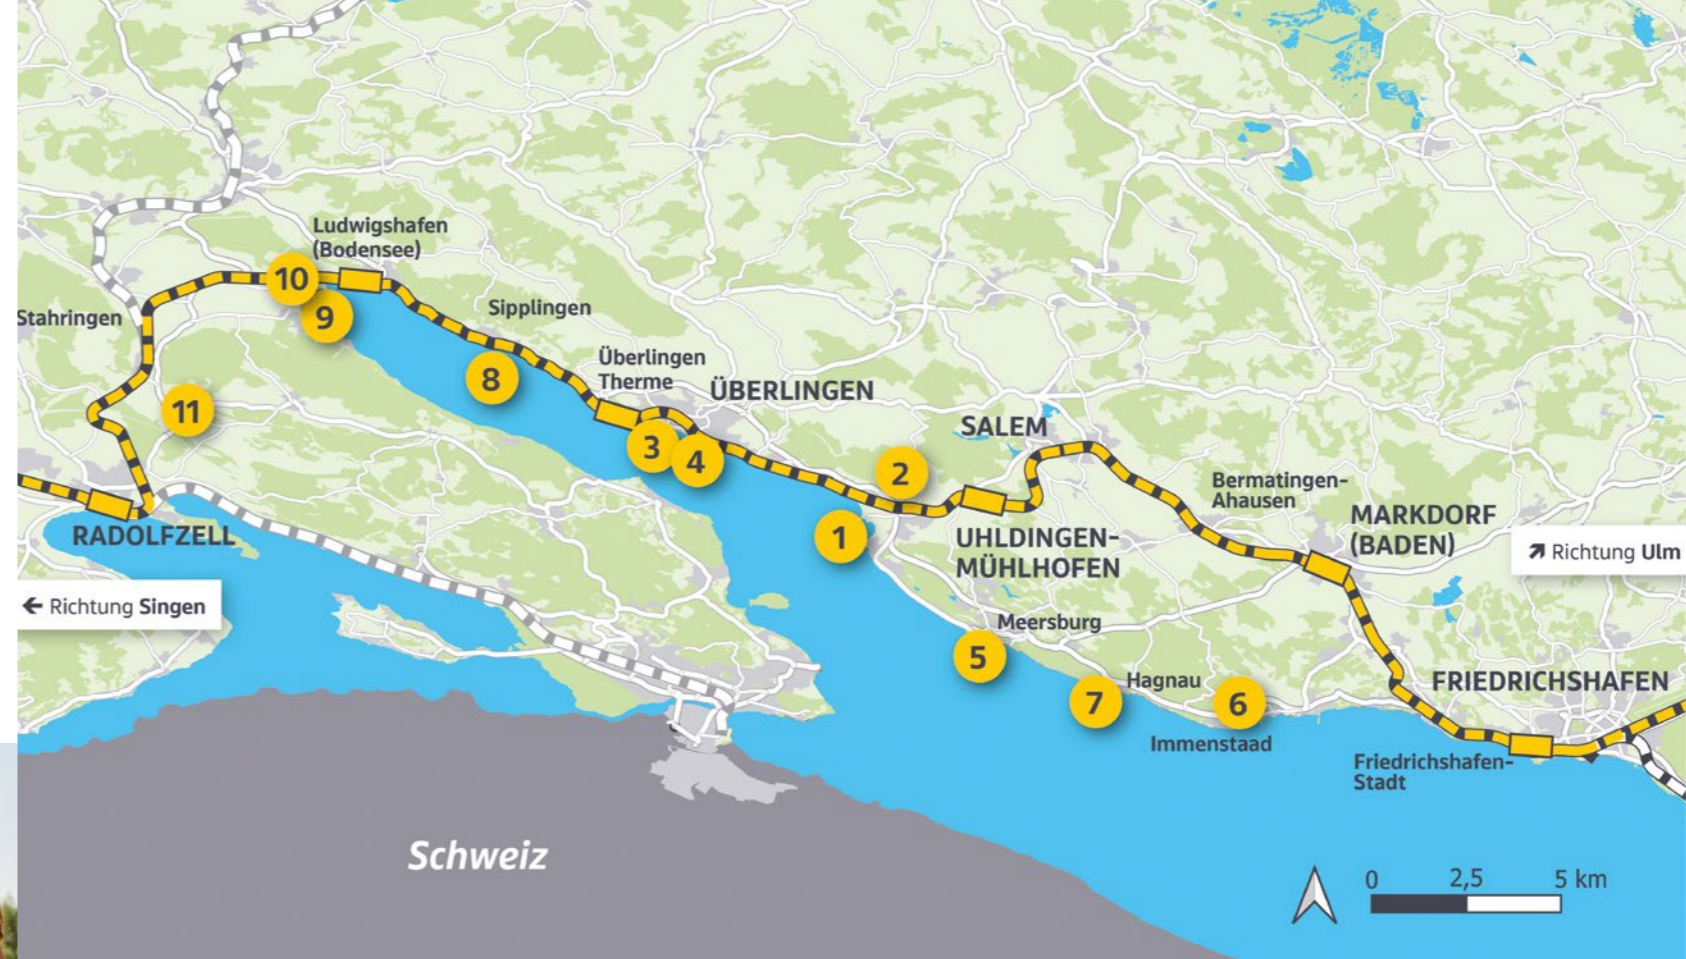 Ludwigshafen
(Bodensee)
10
9
Stahringen
Sipplingen
8
Überlingen
Therme
ÜBERLINGEN
11
3
4
SALEM
2
1
Bermatingen-
Ahausen
MARKDORF
(BADEN)
UHLDINGEN-
MÜHLHOFEN
RADOLFZELL
↗ Richtung Ulm
← Richtung Singen
Meersburg
5
Hagnau
7
6
Immenstaad
FRIEDRICHSHAFEN
Friedrichshafen-
Stadt
Schweiz
0 2,5 5 km